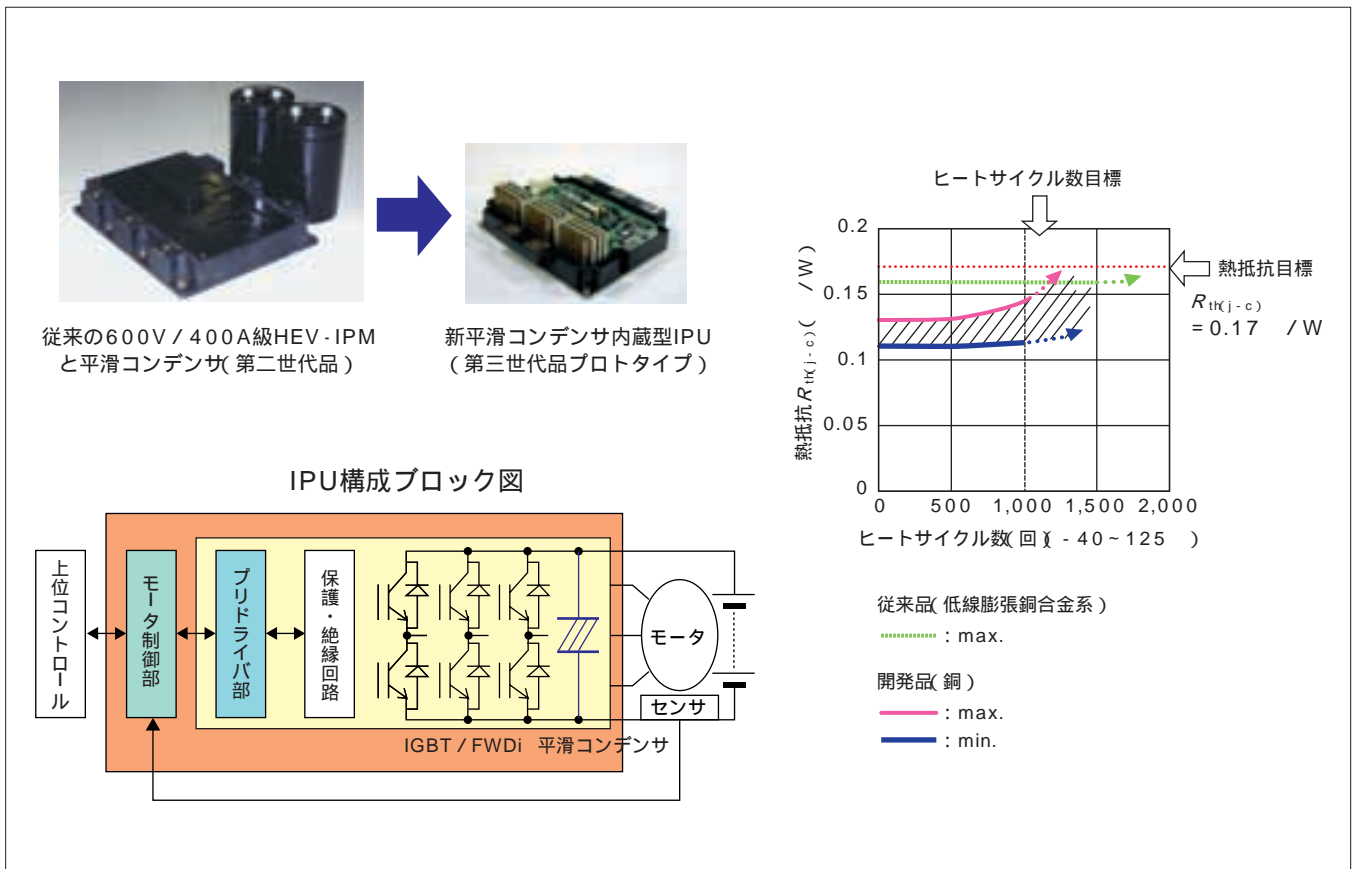 従来の600V / 400A級HEV-IPM
と平滑コンデンサ(第二世代品)
新平滑コンデンサ内蔵型IPU
(第三世代品プロトタイプ)
ヒートサイクル数目標
熱抵抗Rth(j-c)( /W)
0.2
0.15
0.1
0.05
0
0 500 1,000 1,500 2,000
ヒートサイクル数(回)( - 40 ~ 125 )
熱抵抗目標
Rth(j-c)
= 0.17 /W
従来品(低線膨張銅合金系)
: max.
開発品(銅)
: max.
: min.
IPU構成ブロック図
上位コントロール
モータ制御部
プリドライバ部
保護・絶縁回路
モータ
センサ
IGBT / FWDi 平滑コンデンサ